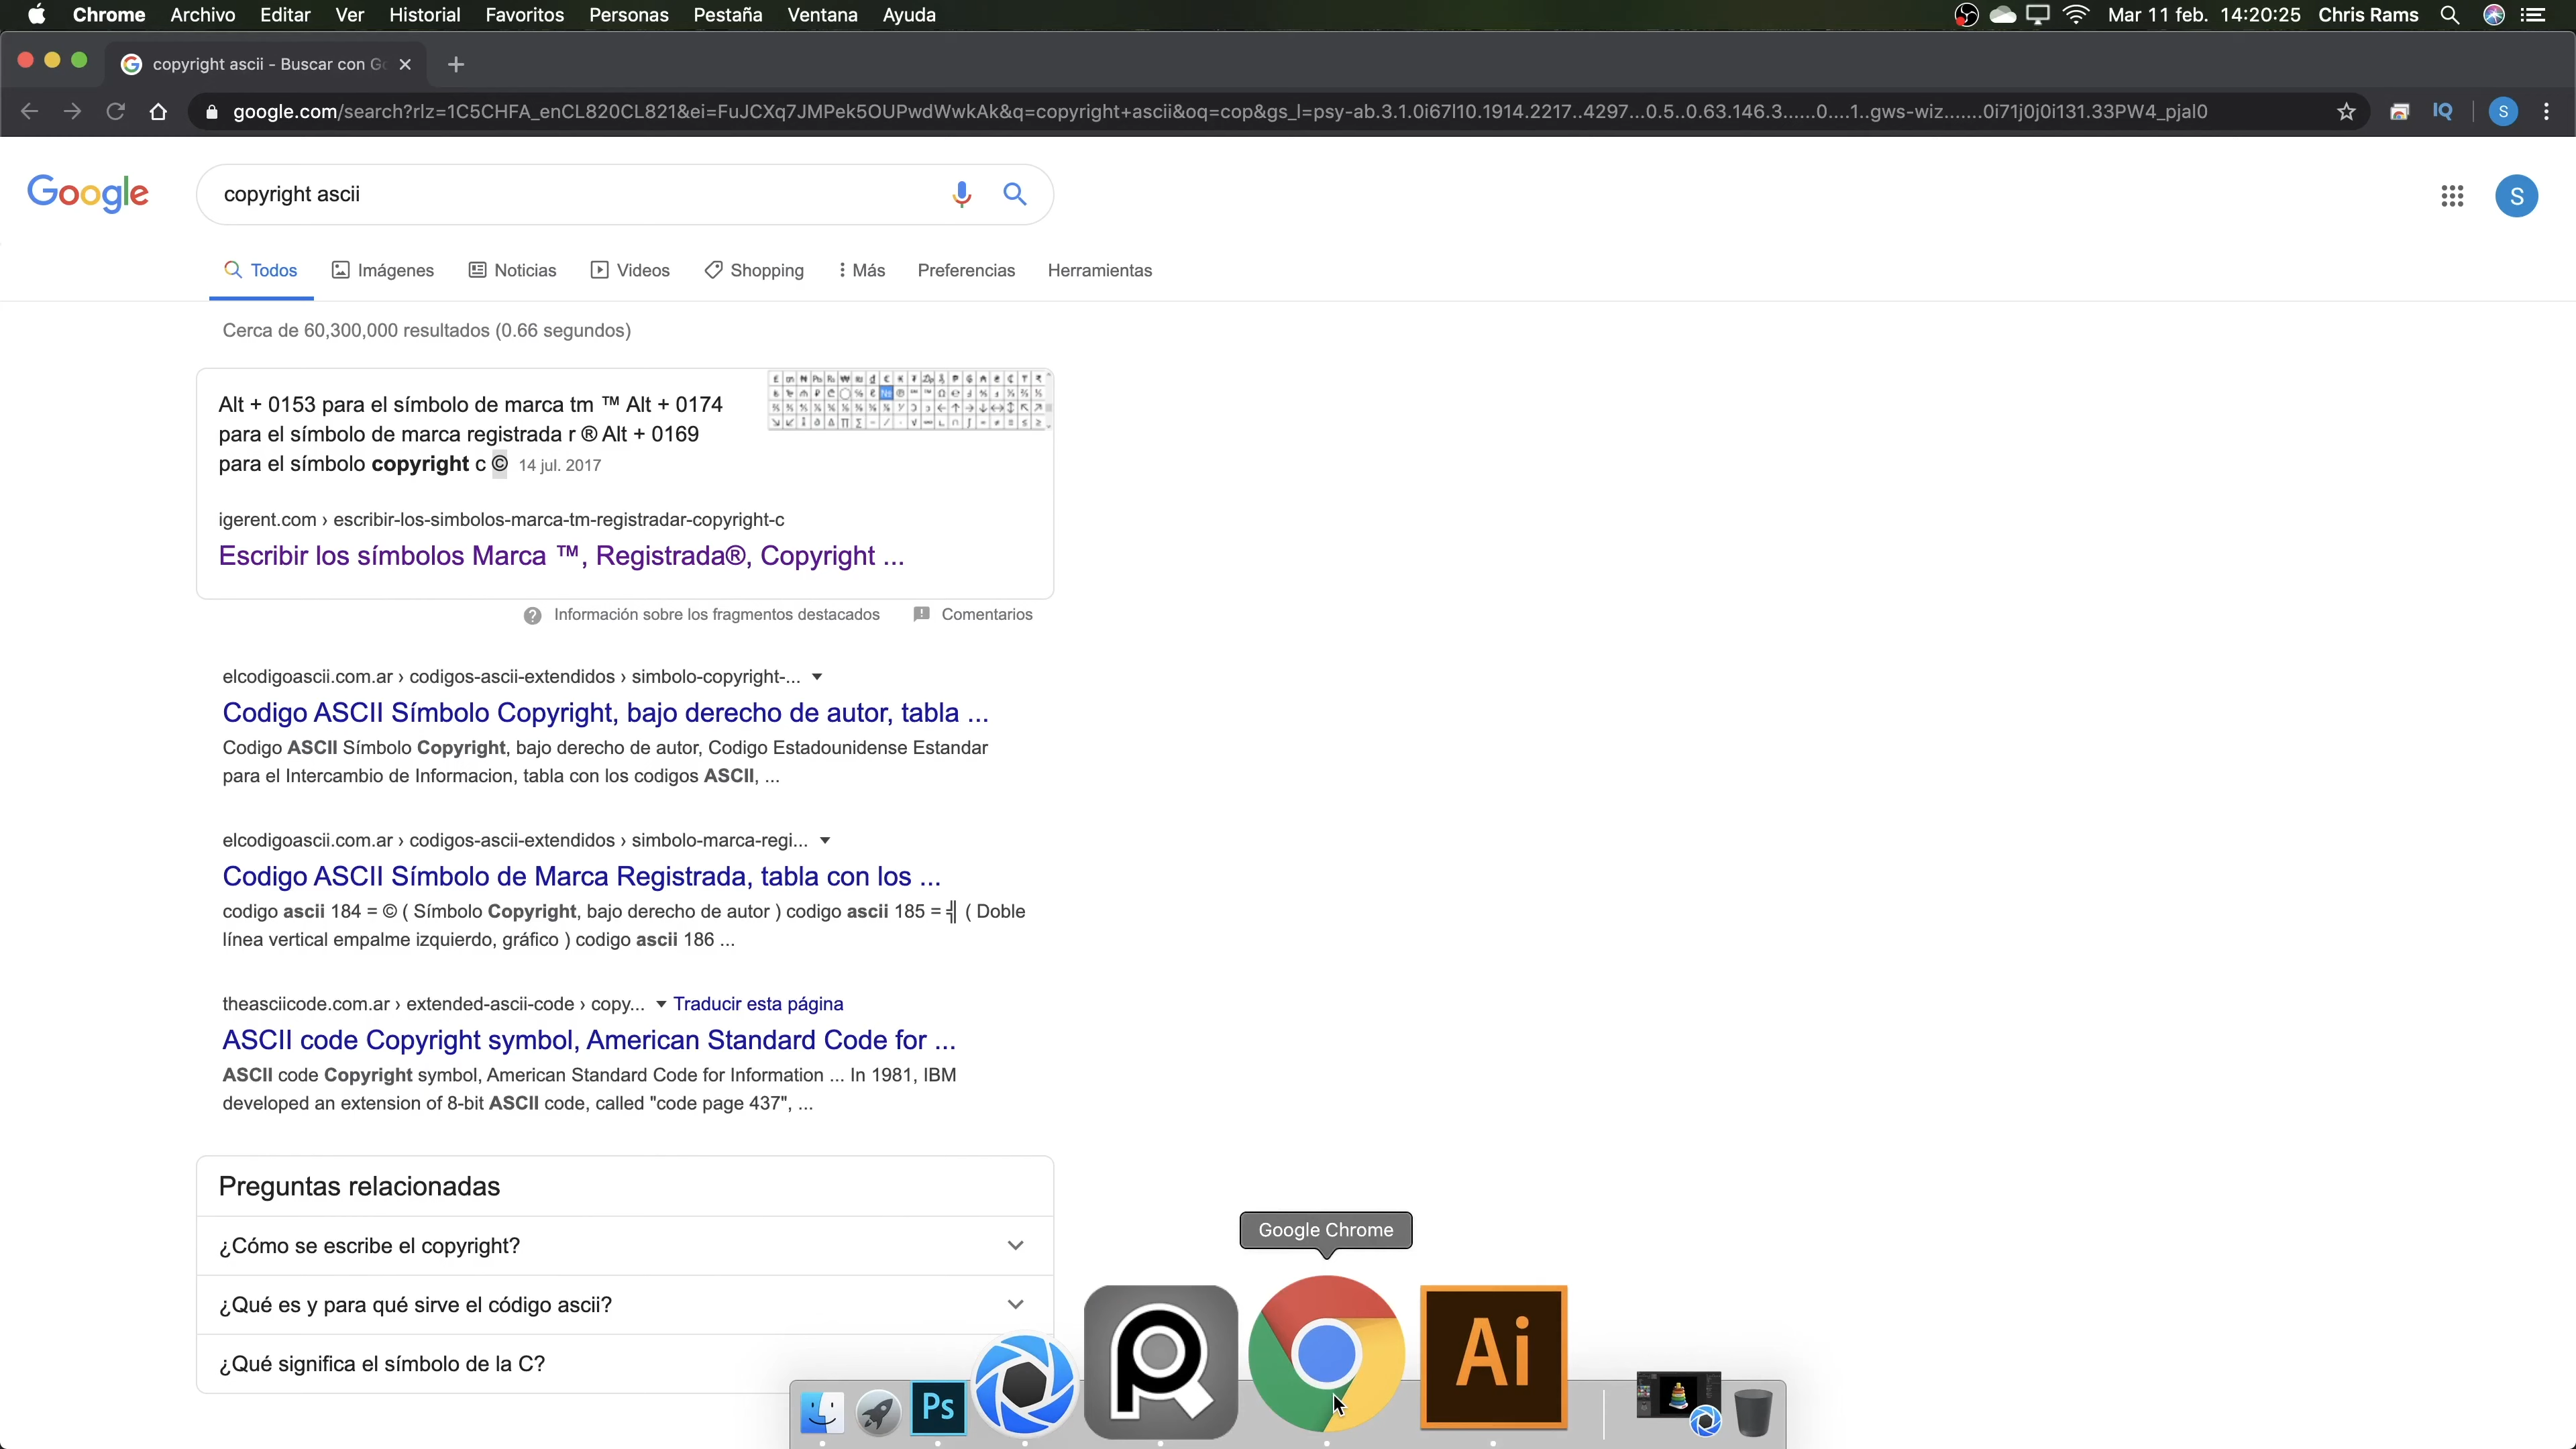 Chrome Archivo Editar Ver Historial Favoritos Personas Pestaña Ventana Ayuda
Mar 11 feb. 14:20:25 Chris Rams
copyright ascii - Buscar con
google.com/search?rlz=1C5CHFA_enCL820CL821&ei=FuJCXq7JMPek5OUPwdWwkAk&q=copyright+ascii&oq=cop&gs_l=psy-ab.3.1.0i67l10.1914.2217..4297...0.5..0.63.146.3......0....1..gws-wiz.......0i71j0j0i131.33PW4_pjaI0
IQ
S
Google
copyright ascii
S
Todos Imágenes Noticias Videos Shopping Más Preferencias Herramientas
Cerca de 60,300,000 resultados (0.66 segundos)
Alt + 0153 para el símbolo de marca tm ™ Alt + 0174
para el símbolo de marca registrada r ® Alt + 0169
para el símbolo copyright c © 14 jul. 2017
igerent.com › escribir-los-simbolos-marca-tm-registradar-copyright-c
Escribir los símbolos Marca ™, Registrada®, Copyright ...
Información sobre los fragmentos destacados Comentarios
elcodigoascii.com.ar › codigos-ascii-extendidos › simbolo-copyright-...
Codigo ASCII Símbolo Copyright, bajo derecho de autor, tabla ...
Codigo ASCII Símbolo Copyright, bajo derecho de autor, Codigo Estadounidense Estandar
para el Intercambio de Informacion, tabla con los codigos ASCII, ...
elcodigoascii.com.ar › codigos-ascii-extendidos › simbolo-marca-regi...
Codigo ASCII Símbolo de Marca Registrada, tabla con los ...
codigo ascii 184 = © ( Símbolo Copyright, bajo derecho de autor ) codigo ascii 185 = ╣ ( Doble
línea vertical empalme izquierdo, gráfico ) codigo ascii 186 ...
theasciicode.com.ar › extended-ascii-code › copy... Traducir esta página
ASCII code Copyright symbol, American Standard Code for ...
ASCII code Copyright symbol, American Standard Code for Information ... In 1981, IBM
developed an extension of 8-bit ASCII code, called "code page 437", ...
Preguntas relacionadas
¿Cómo se escribe el copyright?
¿Qué es y para qué sirve el código ascii?
¿Qué significa el símbolo de la C?
Google Chrome
Ps
Ai